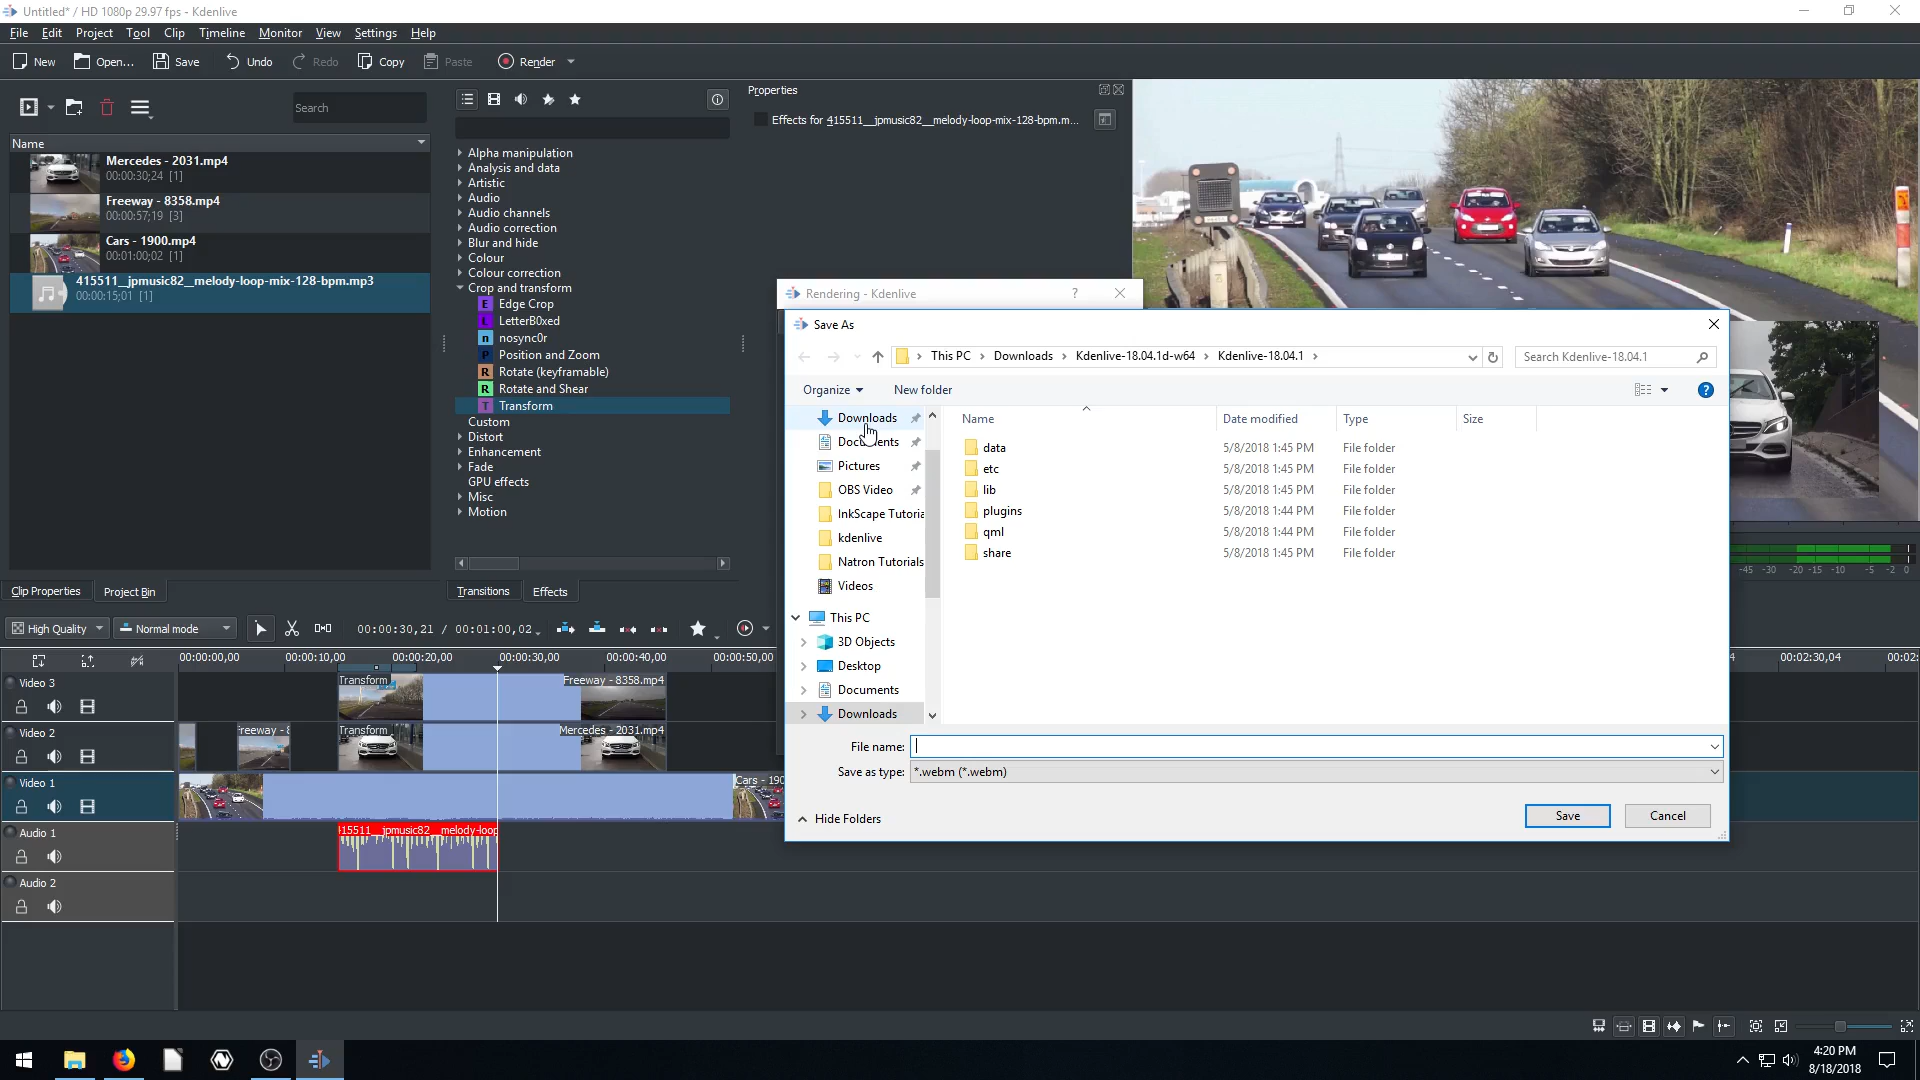 Untitled* / HD 1080p 29.97 fps - Kdenlive
File Edit Project Tool Clip Timeline Monitor View Settings Help
New Open... Save Undo Redo Copy Paste Render
Search
Name
Mercedes - 2031.mp4
00:00:30;24 [1]
Freeway - 8358.mp4
00:00:57;19 [3]
Cars - 1900.mp4
00:01:00;02 [1]
415511__jpmusic82__melody-loop-mix-128-bpm.mp3
00:00:15;01 [1]
Clip Properties Project Bin
Alpha manipulation
Analysis and data
Artistic
Audio
Audio channels
Audio correction
Blur and hide
Colour
Colour correction
Crop and transform
E Edge Crop
L LetterB0xed
n nosync0r
P Position and Zoom
R Rotate (keyframable)
R Rotate and Shear
T Transform
Custom
Distort
Enhancement
Fade
GPU effects
Misc
Motion
Transitions Effects
Properties
Effects for 415511__jpmusic82__melody-loop-mix-128-bpm.m...
Rendering - Kdenlive ?
Save As
This PC Downloads Kdenlive-18.04.1d-w64 Kdenlive-18.04.1
Search Kdenlive-18.04.1
Organize New folder
Downloads
Documents
Pictures
OBS Video
InkScape Tutoria
kdenlive
Natron Tutorials
Videos
This PC
3D Objects
Desktop
Documents
Downloads
Name Date modified Type Size
data 5/8/2018 1:45 PM File folder
etc 5/8/2018 1:45 PM File folder
lib 5/8/2018 1:45 PM File folder
plugins 5/8/2018 1:44 PM File folder
qml 5/8/2018 1:44 PM File folder
share 5/8/2018 1:45 PM File folder
File name:
Save as type: *.webm (*.webm)
Hide Folders
Save Cancel
-45 -30 -20 -15 -10 -5 -2 0
High Quality Normal mode 00:00:30,21 / 00:01:00,02
00:00:00,00 00:00:10,00 00:00:20,00 00:00:30,00 00:00:40,00 00:00:50,00 4 00:02:30,04 00:02:
Video 3
Transform Freeway - 8358.mp4
Video 2
Freeway - 8 Transform Mercedes - 2031.mp4
Video 1
Cars - 190
Audio 1
415511__jpmusic82__melody-loop
Audio 2
4:20 PM
8/18/2018